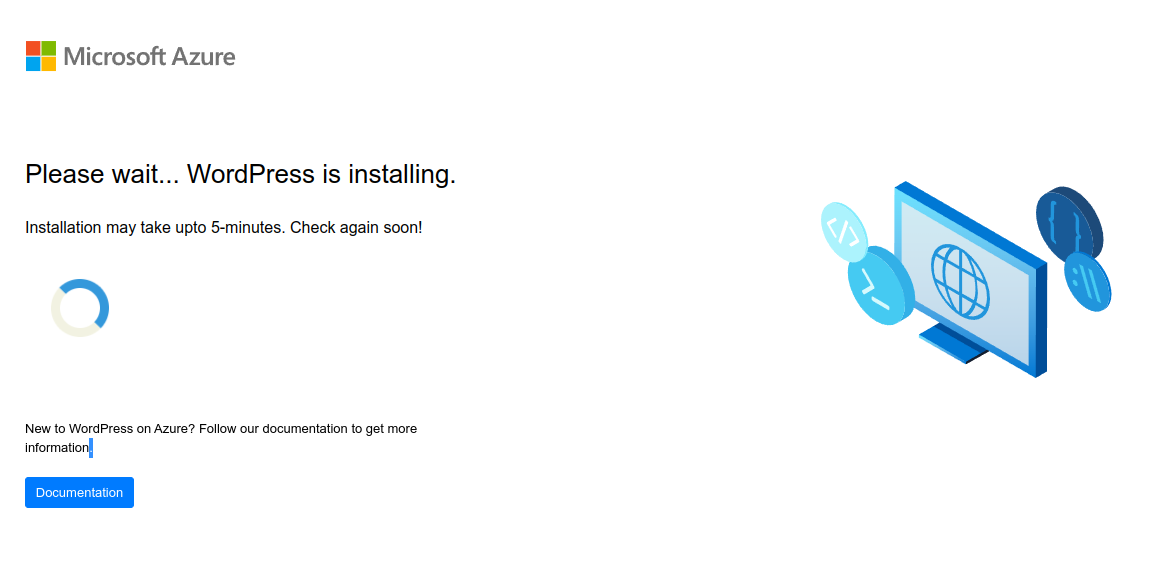 Microsoft Azure
Please wait... WordPress is installing.
Installation may take upto 5-minutes. Check again soon!
New to WordPress on Azure? Follow our documentation to get more
information.
Documentation